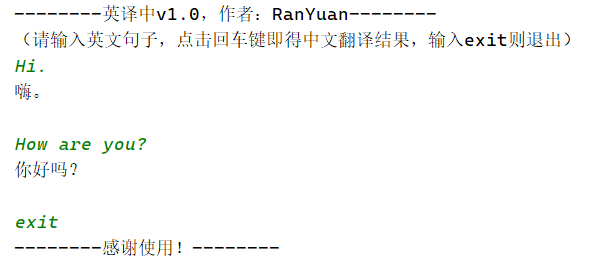 --------英译中v1.0，作者：RanYuan--------
（请输入英文句子，点击回车键即得中文翻译结果，输入exit则退出）
Hi.
嗨。
How are you?
你好吗？
exit
--------感谢使用！--------